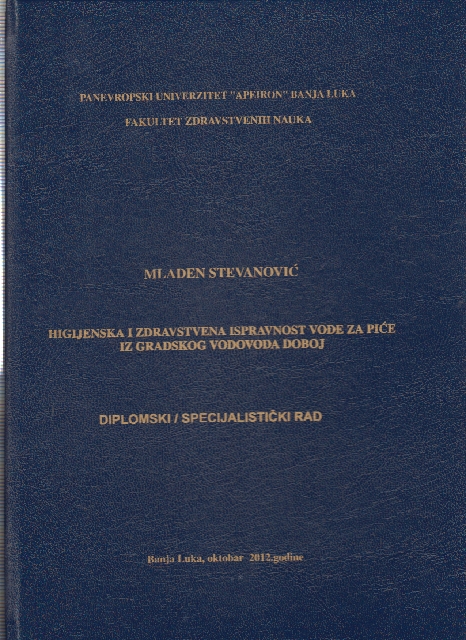 PANEVROPSKI UNIVERZITET "APEIRON" BANJA LUKA
FAKULTET ZDRAVSTVENIH NAUKA
MLADEN STEVANOVIĆ
HIGIJENSKA I ZDRAVSTVENA ISPRAVNOST VODE ZA PIĆE
IZ GRADSKOG VODOVODA DOBOJ
DIPLOMSKI / SPECIJALISTIČKI RAD
Banja Luka, oktobar 2012.godine